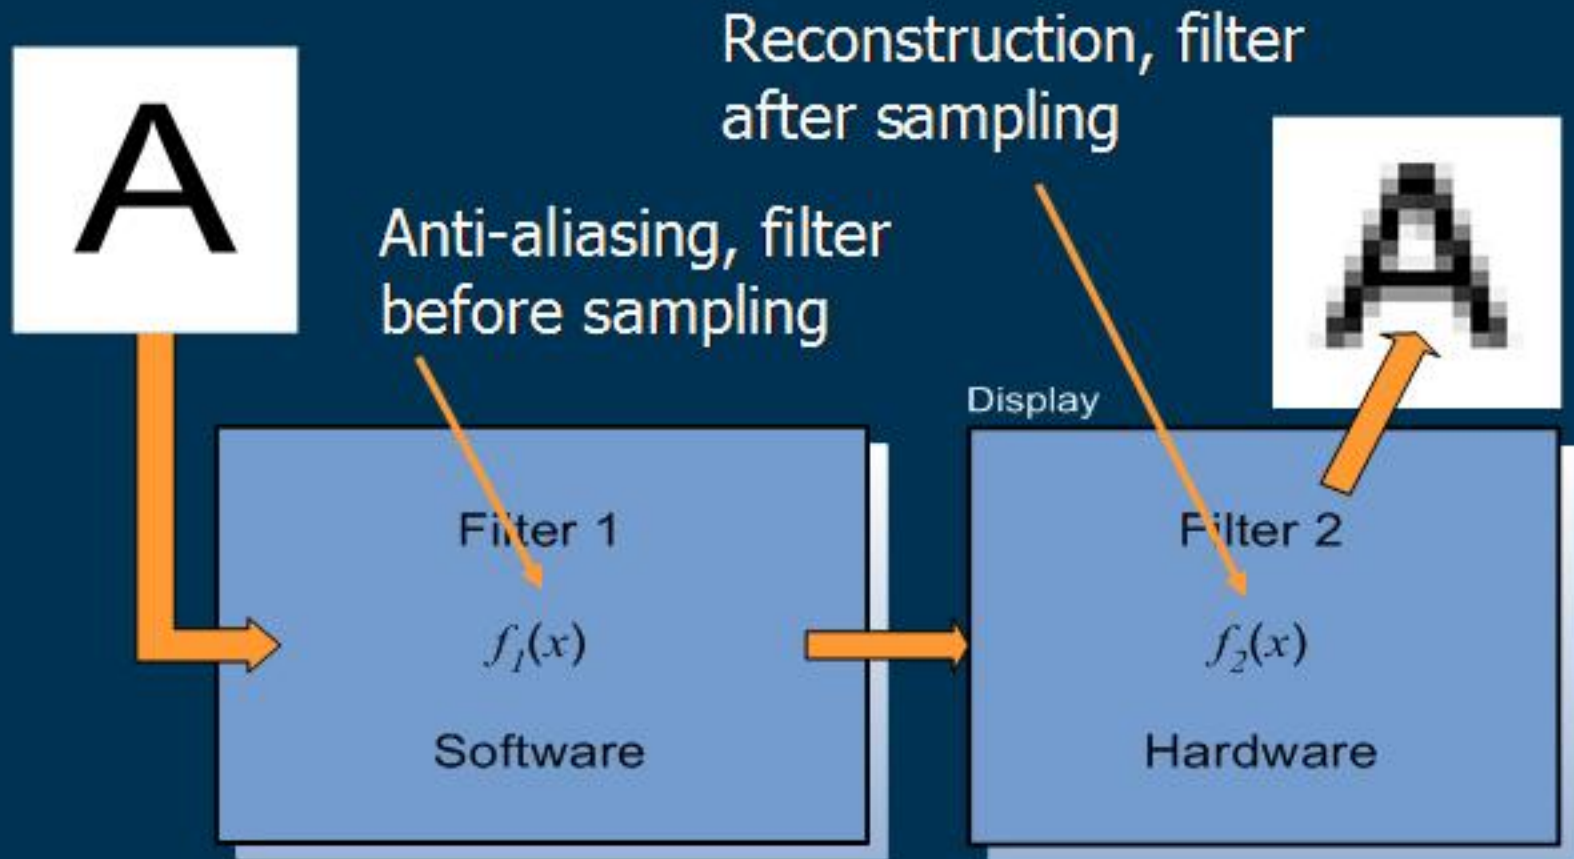 A
Reconstruction, filter
after sampling
A
Anti-aliasing, filter
before sampling
Display
Filter 1
f₁(x)
Software
Filter 2
f₂(x)
Hardware